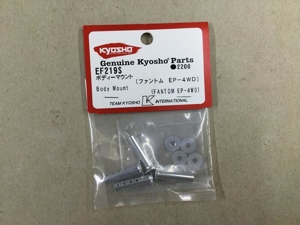 KYOSHO
Genuine Kyosho Parts
EF219S ●2200
ボディーマウント (ファントム EP-4WD)
Body Mount (FANTOM EP-4WD)
TEAM KYOSHO K INTERNATIONAL